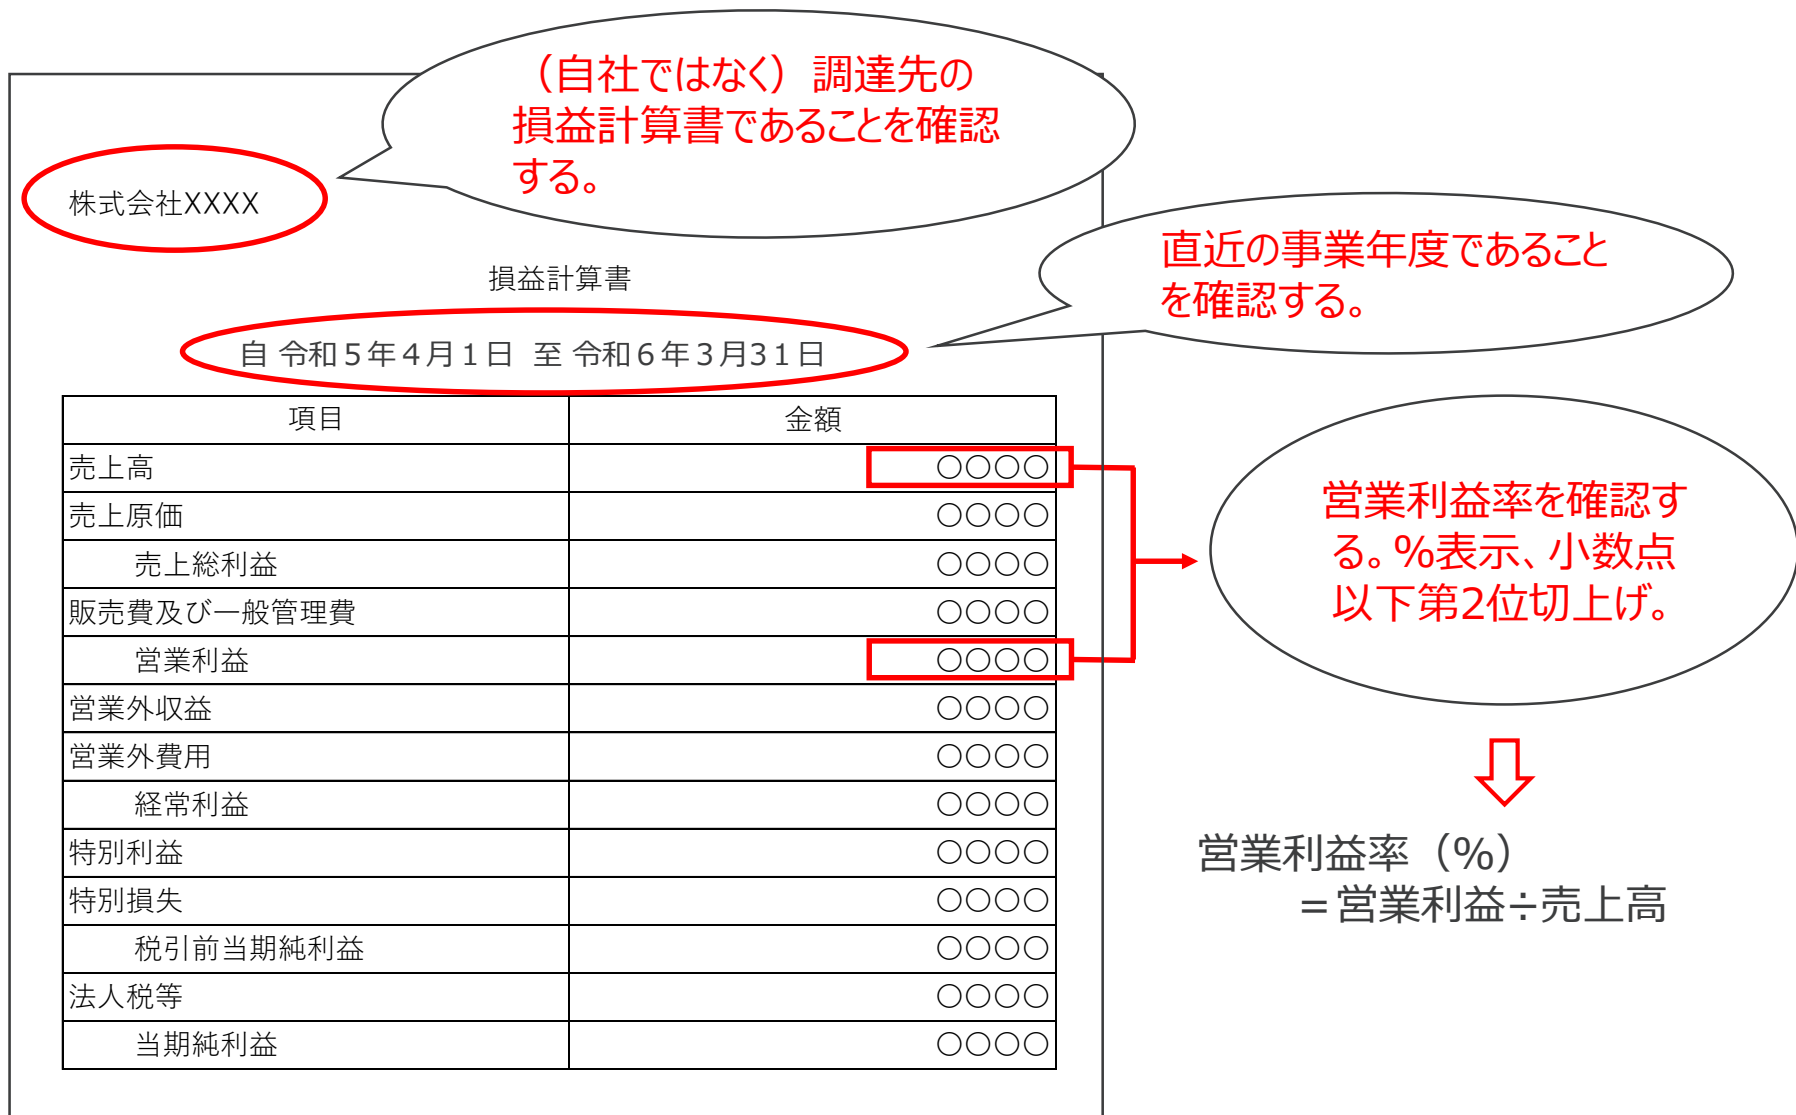 （自社ではなく）調達先の
損益計算書であることを確認
する。
株式会社XXXX
直近の事業年度であること
を確認する。
損益計算書
自 令和５年４月１日 至 令和６年３月31日
項目 金額
売上高 〇〇〇〇
売上原価 〇〇〇〇
売上総利益 〇〇〇〇
販売費及び一般管理費 〇〇〇〇
営業利益 〇〇〇〇
営業外収益 〇〇〇〇
営業外費用 〇〇〇〇
経常利益 〇〇〇〇
特別利益 〇〇〇〇
特別損失 〇〇〇〇
税引前当期純利益 〇〇〇〇
法人税等 〇〇〇〇
当期純利益 〇〇〇〇
営業利益率を確認す
る。%表示、小数点
以下第2位切上げ。
営業利益率（%）
＝営業利益÷売上高